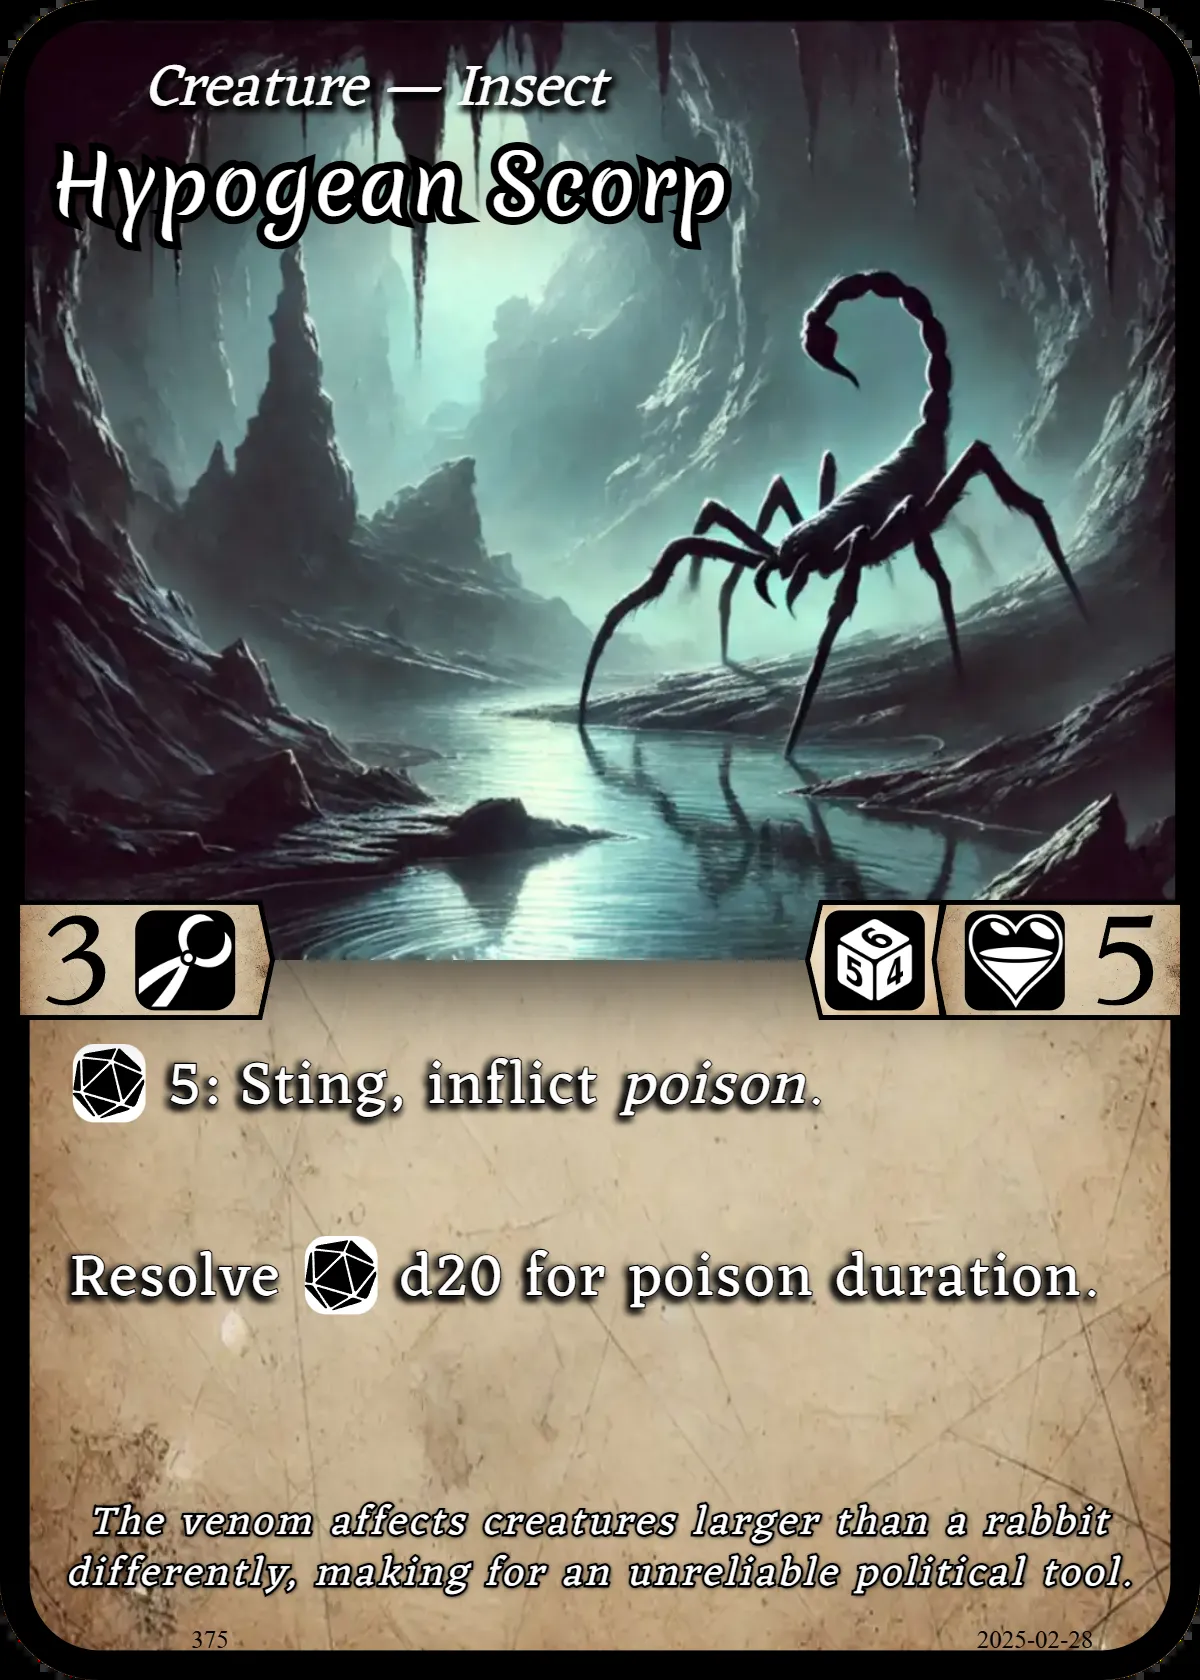 Creature — Insect
Hypogean Scorp
3
6
5 4
5
5: Sting, inflict poison.
Resolve d20 for poison duration.
The venom affects creatures larger than a rabbit
differently, making for an unreliable political tool.
375
2025-02-28